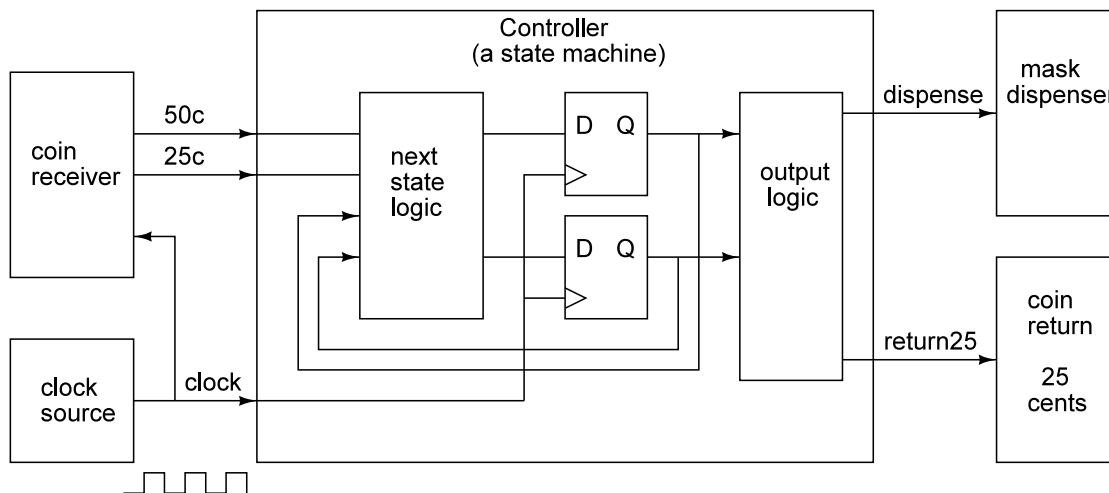 Controller
(a state machine)
coin
receiver
50c
25c
next
state
logic
D Q
D Q
output
logic
dispense
mask
dispenser
return25
coin
return
25
cents
clock
source
clock